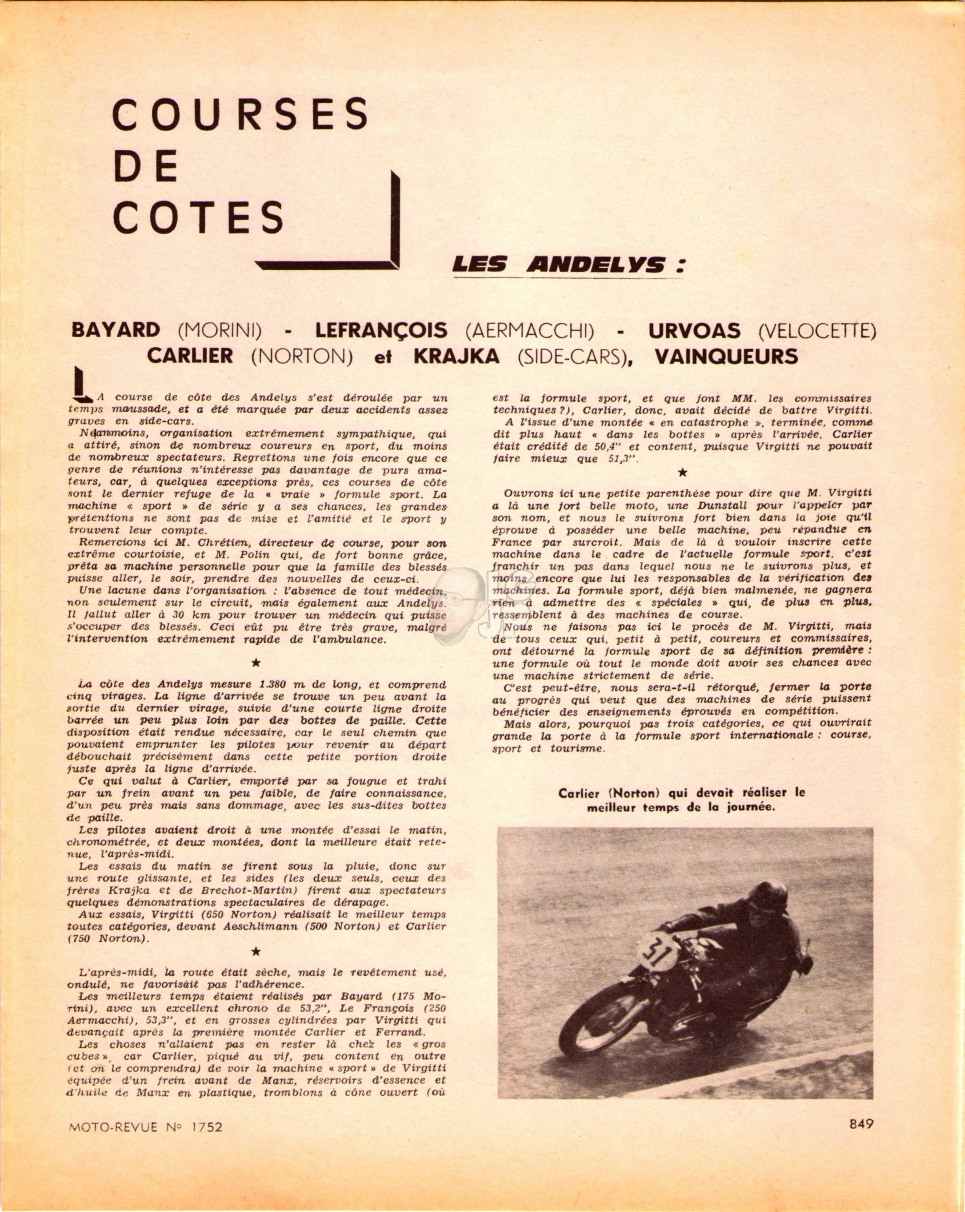 COURSES
DE
COTES
LES ANDELYS :
BAYARD (MORINI) - LEFRANÇOIS (AERMACCHI) - URVOAS (VELOCETTE)
CARLIER (NORTON) et KRAJKA (SIDE-CARS), VAINQUEURS
LA course de côte des Andelys s'est déroulée par un
temps maussade, et a été marquée par deux accidents assez
graves en side-cars.
Néanmoins, organisation extrêmement sympathique, qui
a attiré, sinon de nombreux coureurs en sport, du moins
de nombreux spectateurs. Regrettons une fois encore que ce
genre de réunions n'intéresse pas davantage de purs ama-
teurs, car, à quelques exceptions près, ces courses de côte
sont le dernier refuge de la « vraie » formule sport. La
machine « sport » de série y a ses chances, les grandes
prétentions ne sont pas de mise et l'amitié et le sport y
trouvent leur compte.
Remercions ici M. Chrétien, directeur de course, pour son
extrême courtoisie, et M. Polin qui, de fort bonne grâce,
prêta sa machine personnelle pour que la famille des blessés
puisse aller, le soir, prendre des nouvelles de ceux-ci.
Une lacune dans l'organisation : l'absence de tout médecin,
non seulement sur le circuit, mais également aux Andelys.
Il fallut aller à 30 km pour trouver un médecin qui puisse
s'occuper des blessés. Ceci eût pu être très grave, malgré
l'intervention extrêmement rapide de l'ambulance.
★
La côte des Andelys mesure 1.380 m de long, et comprend
cinq virages. La ligne d'arrivée se trouve un peu avant la
sortie du dernier virage, suivie d'une courte ligne droite
barrée un peu plus loin par des bottes de paille. Cette
disposition était rendue nécessaire, car le seul chemin que
pouvaient emprunter les pilotes pour revenir au départ
débouchait précisément dans cette petite portion droite
juste après la ligne d'arrivée.
Ce qui valut à Carlier, emporté par sa fougue et trahi
par un frein avant un peu faible, de faire connaissance,
d'un peu près mais sans dommage, avec les sus-dites bottes
de paille.
Les pilotes avaient droit à une montée d'essai le matin,
chronométrée, et deux montées, dont la meilleure était rete-
nue, l'après-midi.
Les essais du matin se firent sous la pluie, donc sur
une route glissante, et les sides (les deux seuls, ceux des
frères Krajka et de Brechot-Martin) firent aux spectateurs
quelques démonstrations spectaculaires de dérapage.
Aux essais, Virgitti (650 Norton) réalisait le meilleur temps
toutes catégories, devant Aeschlimann (500 Norton) et Carlier
(750 Norton).
★
L'après-midi, la route était sèche, mais le revêtement usé,
ondulé, ne favorisait pas l'adhérence.
Les meilleurs temps étaient réalisés par Bayard (175 Mo-
rini), avec un excellent chrono de 53,2", Le François (250
Aermacchi), 53,3", et en grosses cylindrées par Virgitti qui
devançait après la première montée Carlier et Ferrand.
Les choses n'allaient pas en rester là chez les « gros
cubes », car Carlier, piqué au vif, peu content en outre
(et on le comprendra) de voir la machine « sport » de Virgitti
équipée d'un frein avant de Manx, réservoirs d'essence et
d'huile de Manx en plastique, tromblons à cône ouvert (où
est la formule sport, et que font MM. les commissaires
techniques ?), Carlier, donc, avait décidé de battre Virgitti.
A l'issue d'une montée « en catastrophe », terminée, comme
dit plus haut « dans les bottes » après l'arrivée, Carlier
était crédité de 50,4" et content, puisque Virgitti ne pouvait
faire mieux que 51,3".
★
Ouvrons ici une petite parenthèse pour dire que M. Virgitti
a là une fort belle moto, une Dunstall pour l'appeler par
son nom, et nous le suivrons fort bien dans la joie qu'il
éprouve à posséder une belle machine, peu répandue en
France par surcroit. Mais de là à vouloir inscrire cette
machine dans le cadre de l'actuelle formule sport, c'est
franchir un pas dans lequel nous ne le suivrons plus, et
moins encore que lui les responsables de la vérification des
machines. La formule sport, déjà bien malmenée, ne gagnera
rien à admettre des « spéciales » qui, de plus en plus,
ressemblent à des machines de course.
Nous ne faisons pas ici le procès de M. Virgitti, mais
de tous ceux qui, petit à petit, coureurs et commissaires,
ont détourné la formule sport de sa définition première :
une formule où tout le monde doit avoir ses chances avec
une machine strictement de série.
C'est peut-être, nous sera-t-il rétorqué, fermer la porte
au progrès qui veut que des machines de série puissent
bénéficier des enseignements éprouvés en compétition.
Mais alors, pourquoi pas trois catégories, ce qui ouvrirait
grande la porte à la formule sport internationale : course,
sport et tourisme.
Carlier (Norton) qui devait réaliser le
meilleur temps de la journée.
31
MOTO-REVUE No 1752
849